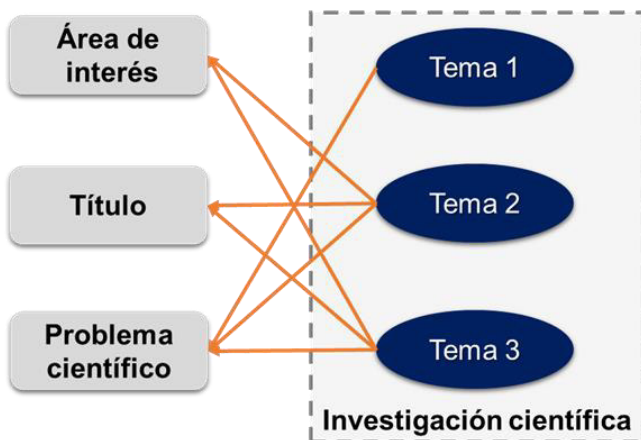 Área de
interés
Tema 1
Título
Tema 2
Problema
científico
Tema 3
Investigación científica